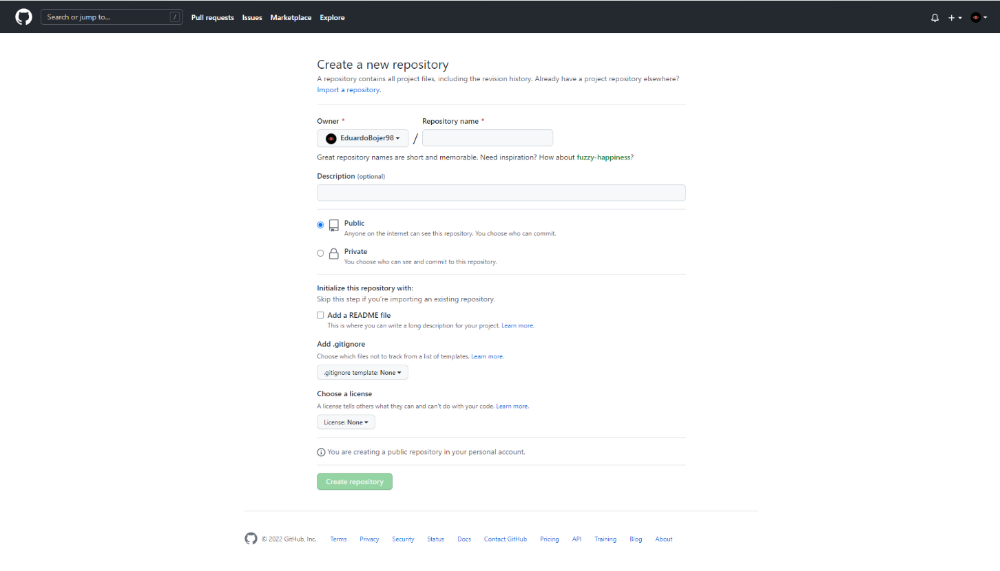 Search or jump to... /
Pull requests Issues Marketplace Explore
Create a new repository
A repository contains all project files, including the revision history. Already have a project repository elsewhere?
Import a repository.
Owner *
Repository name *
EduardoBojer98
/
Great repository names are short and memorable. Need inspiration? How about fuzzy-happiness?
Description (optional)
Public
Anyone on the internet can see this repository. You choose who can commit.
Private
You choose who can see and commit to this repository.
Initialize this repository with:
Skip this step if you're importing an existing repository.
Add a README file
This is where you can write a long description for your project. Learn more.
Add .gitignore
Choose which files not to track from a list of templates. Learn more.
.gitignore template: None
Choose a license
A license tells others what they can and can't do with your code. Learn more.
License: None
You are creating a public repository in your personal account.
Create repository
© 2022 GitHub, Inc. Terms Privacy Security Status Docs Contact GitHub Pricing API Training Blog About